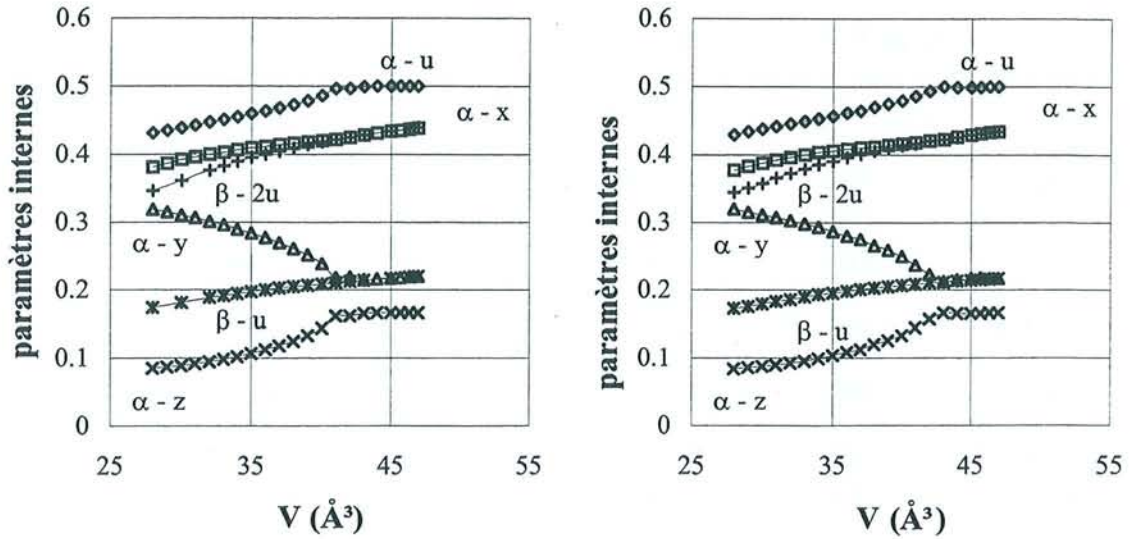 paramètres internes
0.6
0.5
0.4
0.3
0.2
0.1
0
α - u
α - x
β - 2u
α - y
β - u
α - z
25
35
45
55
V (Å³)
paramètres internes
0.6
0.5
0.4
0.3
0.2
0.1
0
α - u
α - x
β - 2u
α - y
β - u
α - z
25
35
45
55
V (Å³)